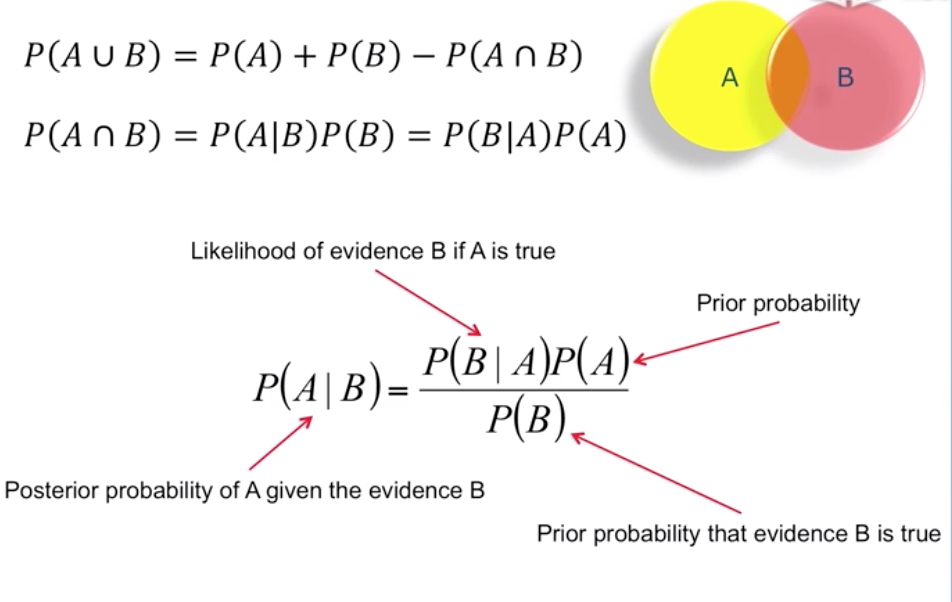 P(A ∪ B) = P(A) + P(B) − P(A ∩ B)
A
B
P(A ∩ B) = P(A|B)P(B) = P(B|A)P(A)
Likelihood of evidence B if A is true
Prior probability
P(A | B) = P(B | A)P(A)
P(B)
Posterior probability of A given the evidence B
Prior probability that evidence B is true